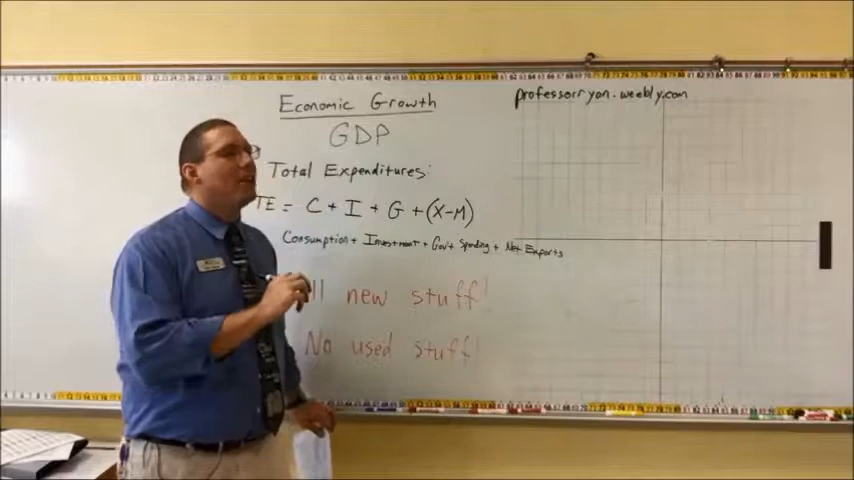 Economic Growth
GDP
professorryan.weebly.com
Total Expenditures:
TE = C + I + G + (X-M)
Consumption + Investment + Gov't Spending + Net Exports
new stuff!
No used stuff!